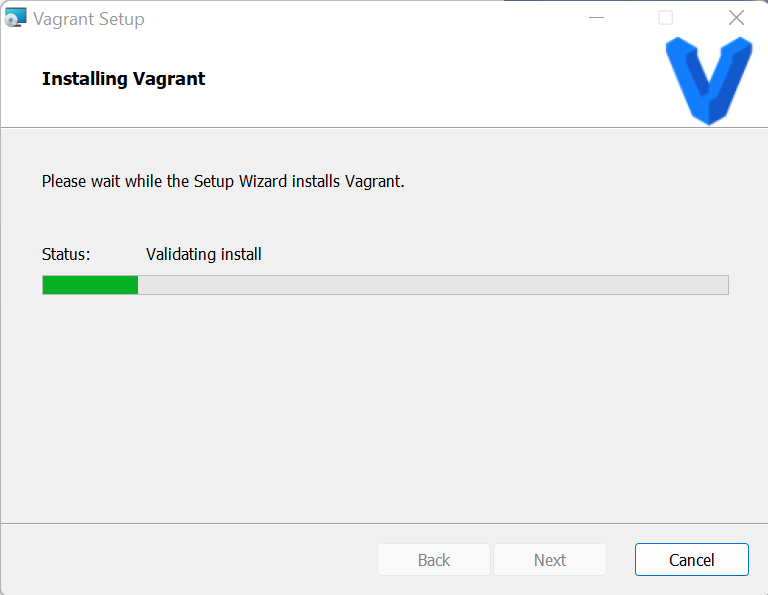 Vagrant Setup
Installing Vagrant
Please wait while the Setup Wizard installs Vagrant.
Status: Validating install
Back Next Cancel